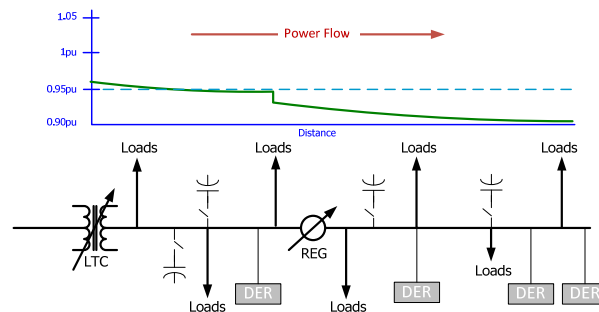 1.05
Power Flow
1pu
0.95pu
0.90pu
Distance
Loads
Loads
Loads
Loads
LTC
REG
Loads
Loads
Loads
DER
DER
DER
DER